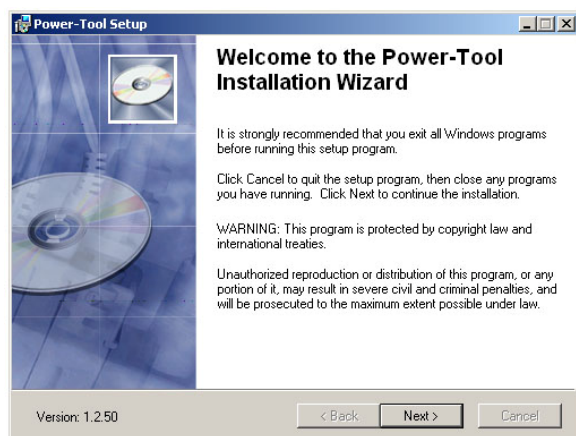 Power-Tool Setup
Welcome to the Power-Tool
Installation Wizard
It is strongly recommended that you exit all Windows programs
before running this setup program.
Click Cancel to quit the setup program, then close any programs
you have running. Click Next to continue the installation.
WARNING: This program is protected by copyright law and
international treaties.
Unauthorized reproduction or distribution of this program, or any
portion of it, may result in severe civil and criminal penalties, and
will be prosecuted to the maximum extent possible under law.
Version: 1.2.50
< Back
Next >
Cancel